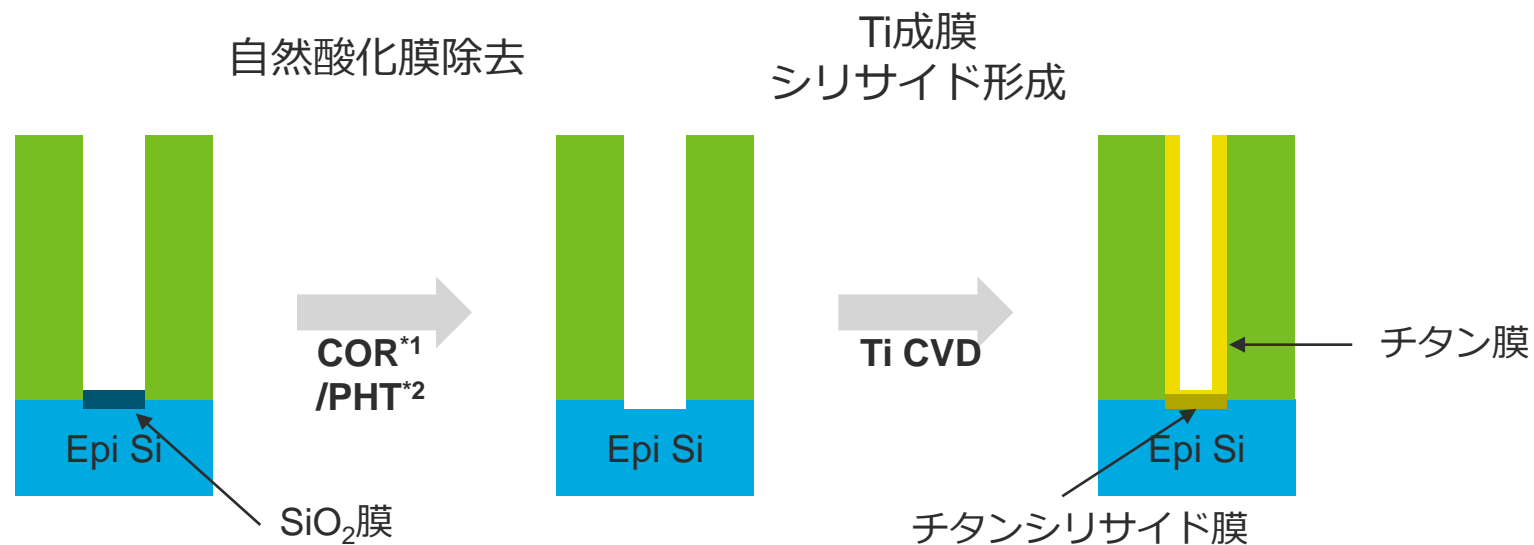 自然酸化膜除去
Ti成膜
シリサイド形成
COR*1
/PHT*2
Ti CVD
チタン膜
Epi Si
Epi Si
Epi Si
SiO2膜
チタンシリサイド膜